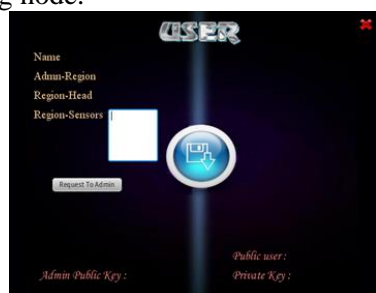 g node.
USER
Name
Admn-Region
Region-Head
Region-Sensors
Request To Admin
Public user :
Admin Public Key :
Private Key :